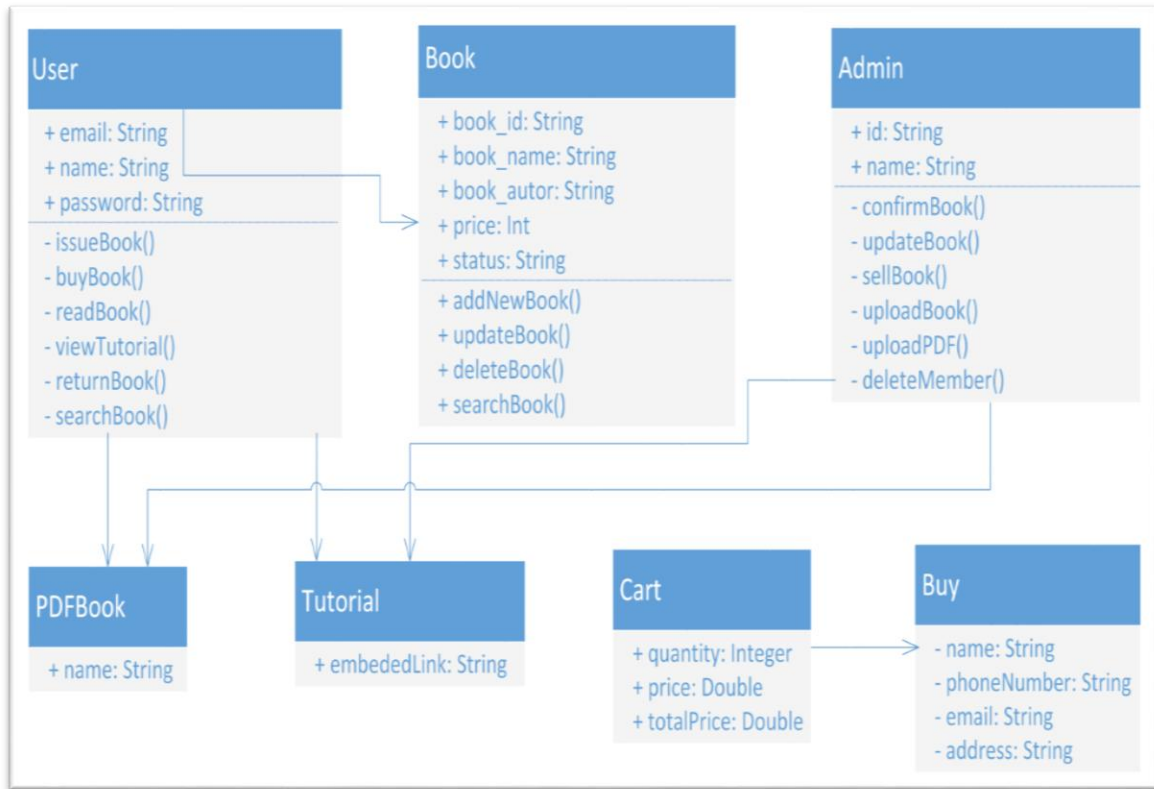 User
+ email: String
+ name: String
+ password: String
- issueBook()
- buyBook()
- readBook()
- viewTutorial()
- returnBook()
- searchBook()
Book
+ book_id: String
+ book_name: String
+ book_autor: String
+ price: Int
+ status: String
+ addNewBook()
+ updateBook()
+ deleteBook()
+ searchBook()
Admin
+ id: String
+ name: String
- confirmBook()
- updateBook()
- sellBook()
- uploadBook()
- uploadPDF()
- deleteMember()
PDFBook
+ name: String
Tutorial
+ embededLink: String
Cart
+ quantity: Integer
+ price: Double
+ totalPrice: Double
Buy
- name: String
- phoneNumber: String
- email: String
- address: String